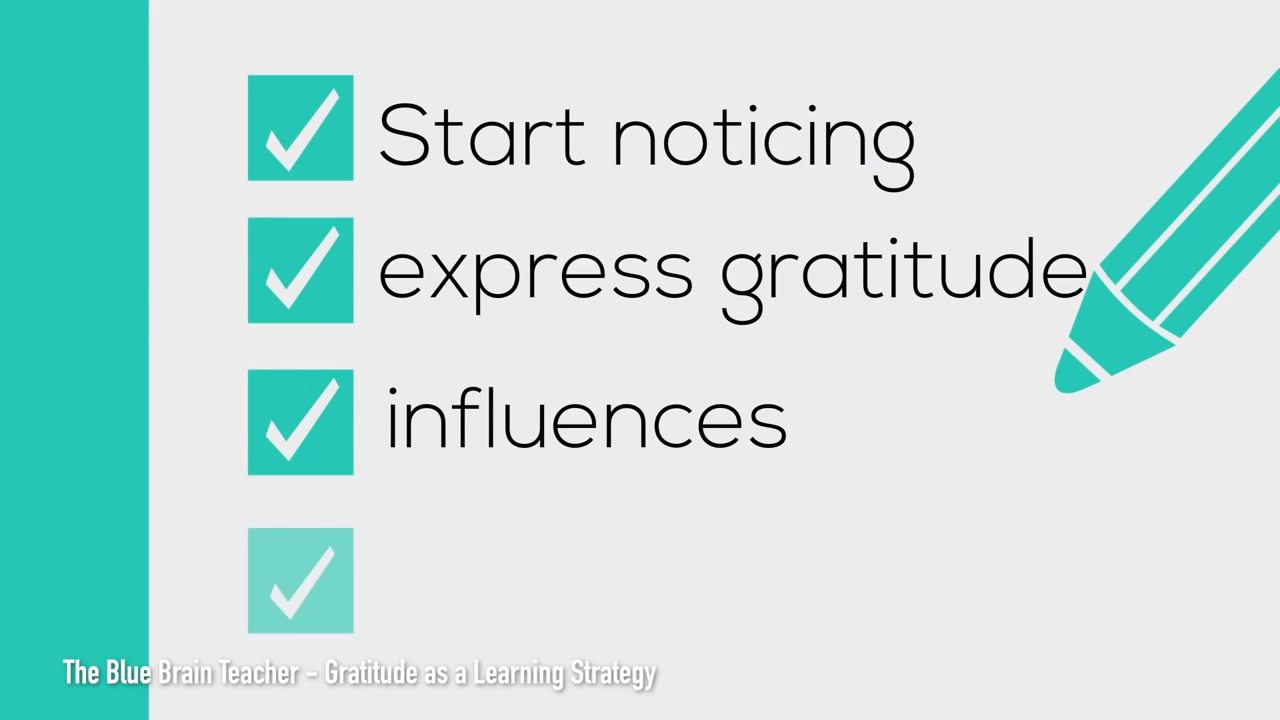 Start noticing
express gratitude
influences
The Blue Brain Teacher - Gratitude as a Learning Strategy